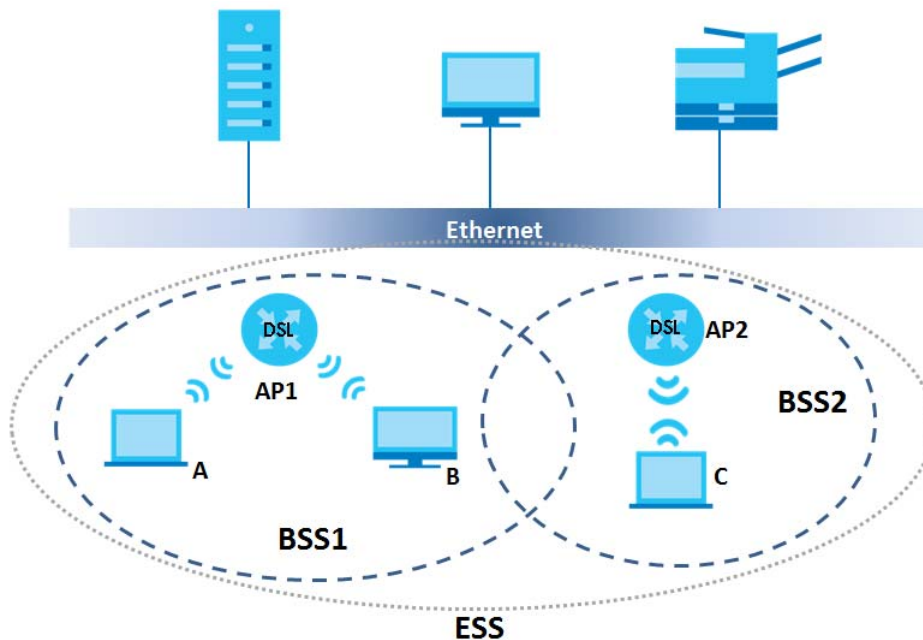 Ethernet
DSL
DSL
AP2
AP1
BSS2
A
B
C
BSS1
ESS